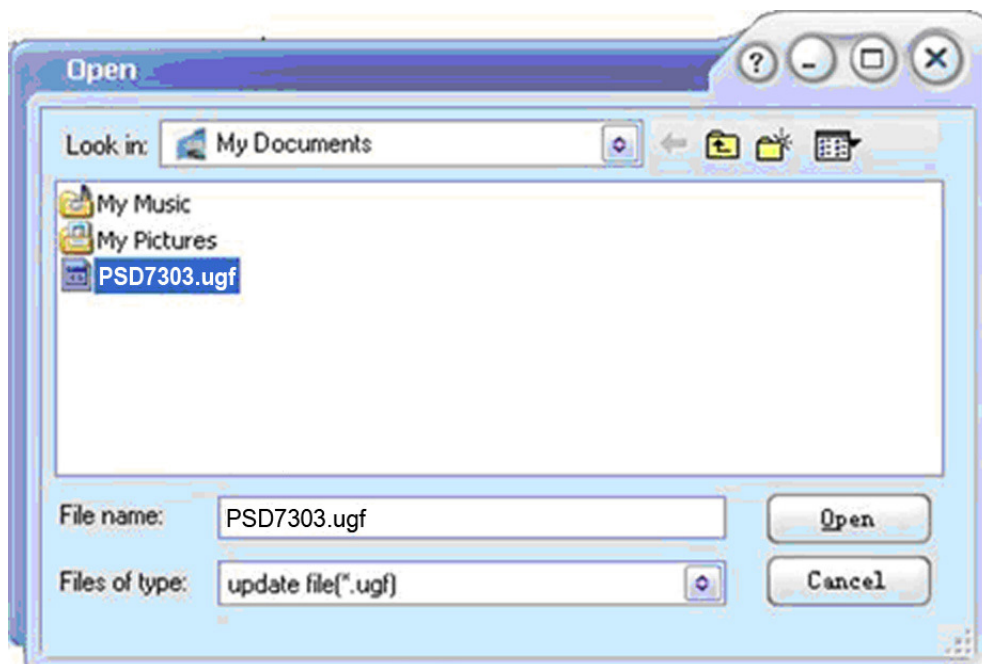 Open
?
Look in: My Documents
My Music
My Pictures
PSD7303.ugf
File name: PSD7303.ugf
Open
Files of type: update file(*.ugf)
Cancel